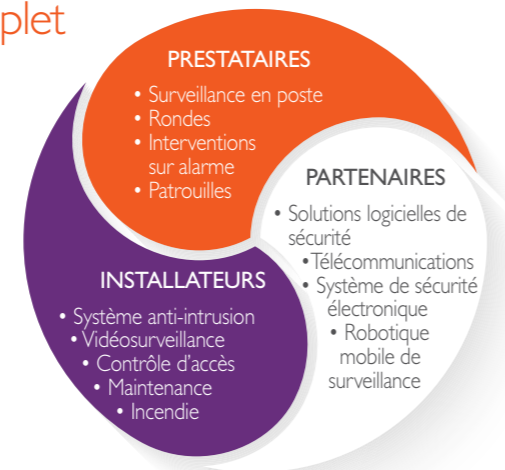 plet
PRESTATAIRES
• Surveillance en poste
• Rondes
• Interventions
sur alarme
• Patrouilles
PARTENAIRES
• Solutions logicielles de
sécurité
•Télécommunications
• Système de sécurité
électronique
• Robotique
mobile de
surveillance
INSTALLATEURS
• Système anti-intrusion
• Vidéosurveillance
• Contrôle d'accès
• Maintenance
• Incendie